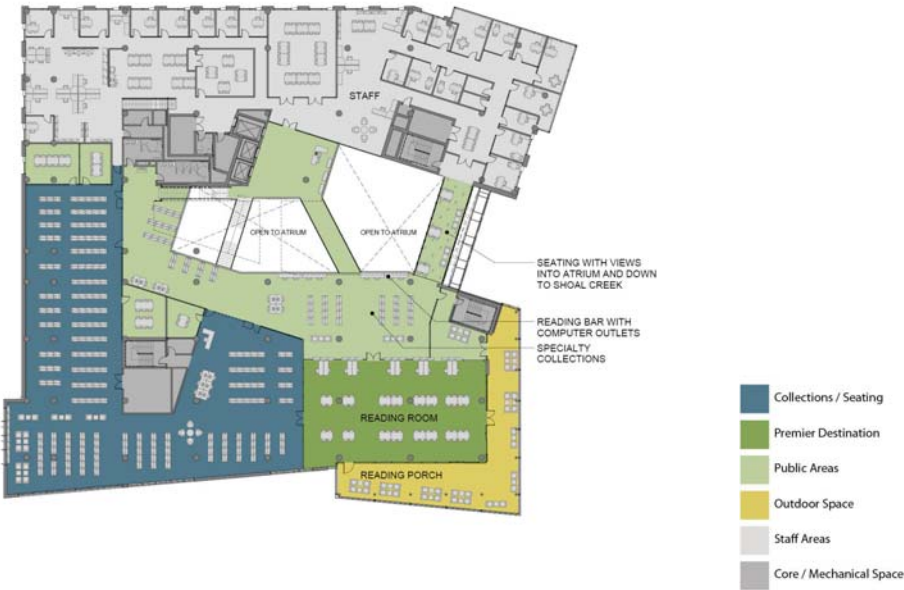 STAFF
OPEN TO ATRIUM
OPEN TO ATRIUM
SEATING WITH VIEWS
INTO ATRIUM AND DOWN
TO SHOAL CREEK
READING BAR WITH
COMPUTER OUTLETS
SPECIALTY
COLLECTIONS
READING ROOM
READING PORCH
Collections / Seating
Premier Destination
Public Areas
Outdoor Space
Staff Areas
Core / Mechanical Space